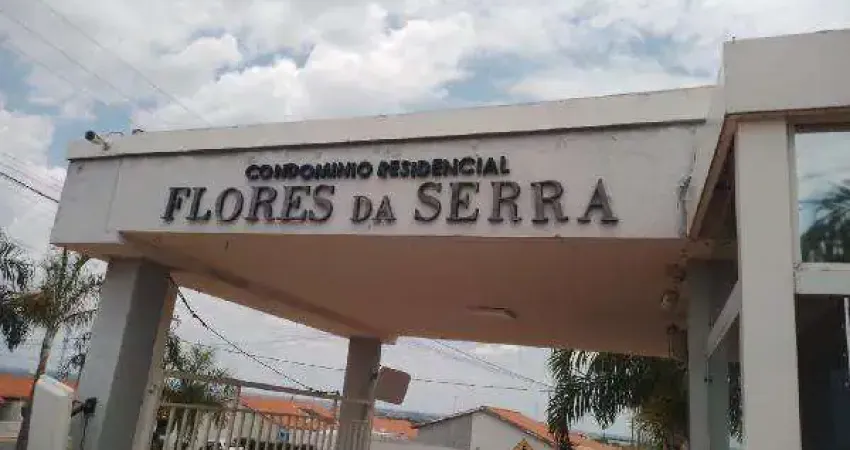 CONDOMINIO RESIDENCIAL
FLORES DA SERRA